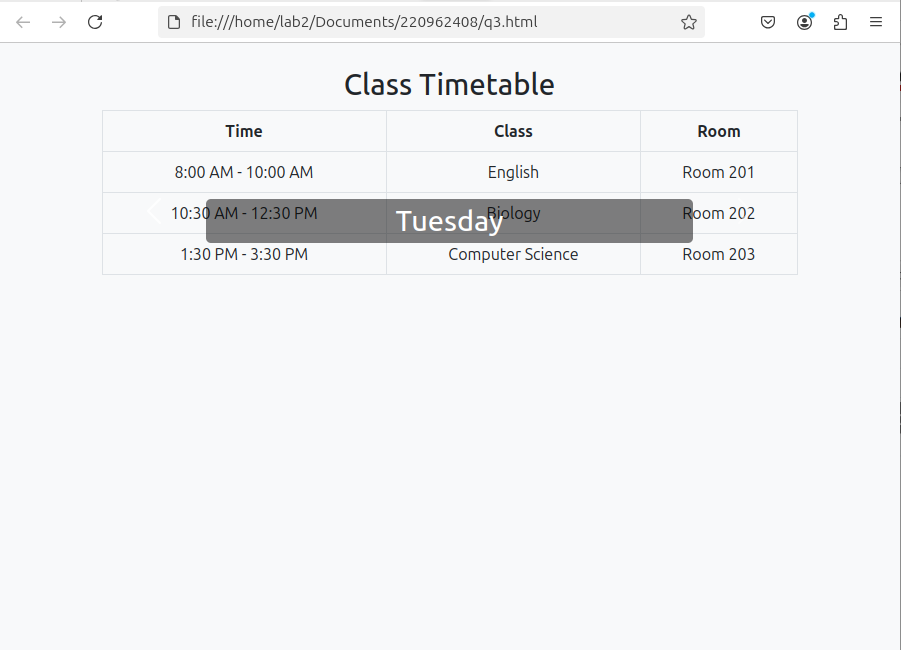 file:///home/lab2/Documents/220962408/q3.html
Class Timetable
Time Class Room
8:00 AM - 10:00 AM English Room 201
10:30 AM - 12:30 PM Biology Room 202
Tuesday
1:30 PM - 3:30 PM Computer Science Room 203